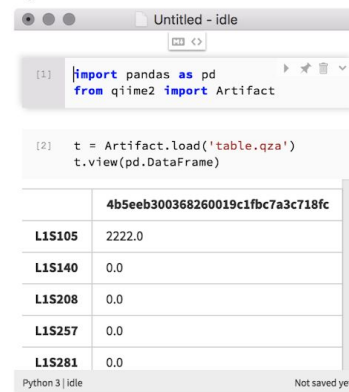 Untitled - idle
[1] import pandas as pd
from qiime2 import Artifact
[2] t = Artifact.load('table.qza')
t.view(pd.DataFrame)
4b5eeb300368260019c1fbc7a3c718fc
L1S105 2222.0
L1S140 0.0
L1S208 0.0
L1S257 0.0
L1S281 0.0
Python 3 | idle Not saved ye